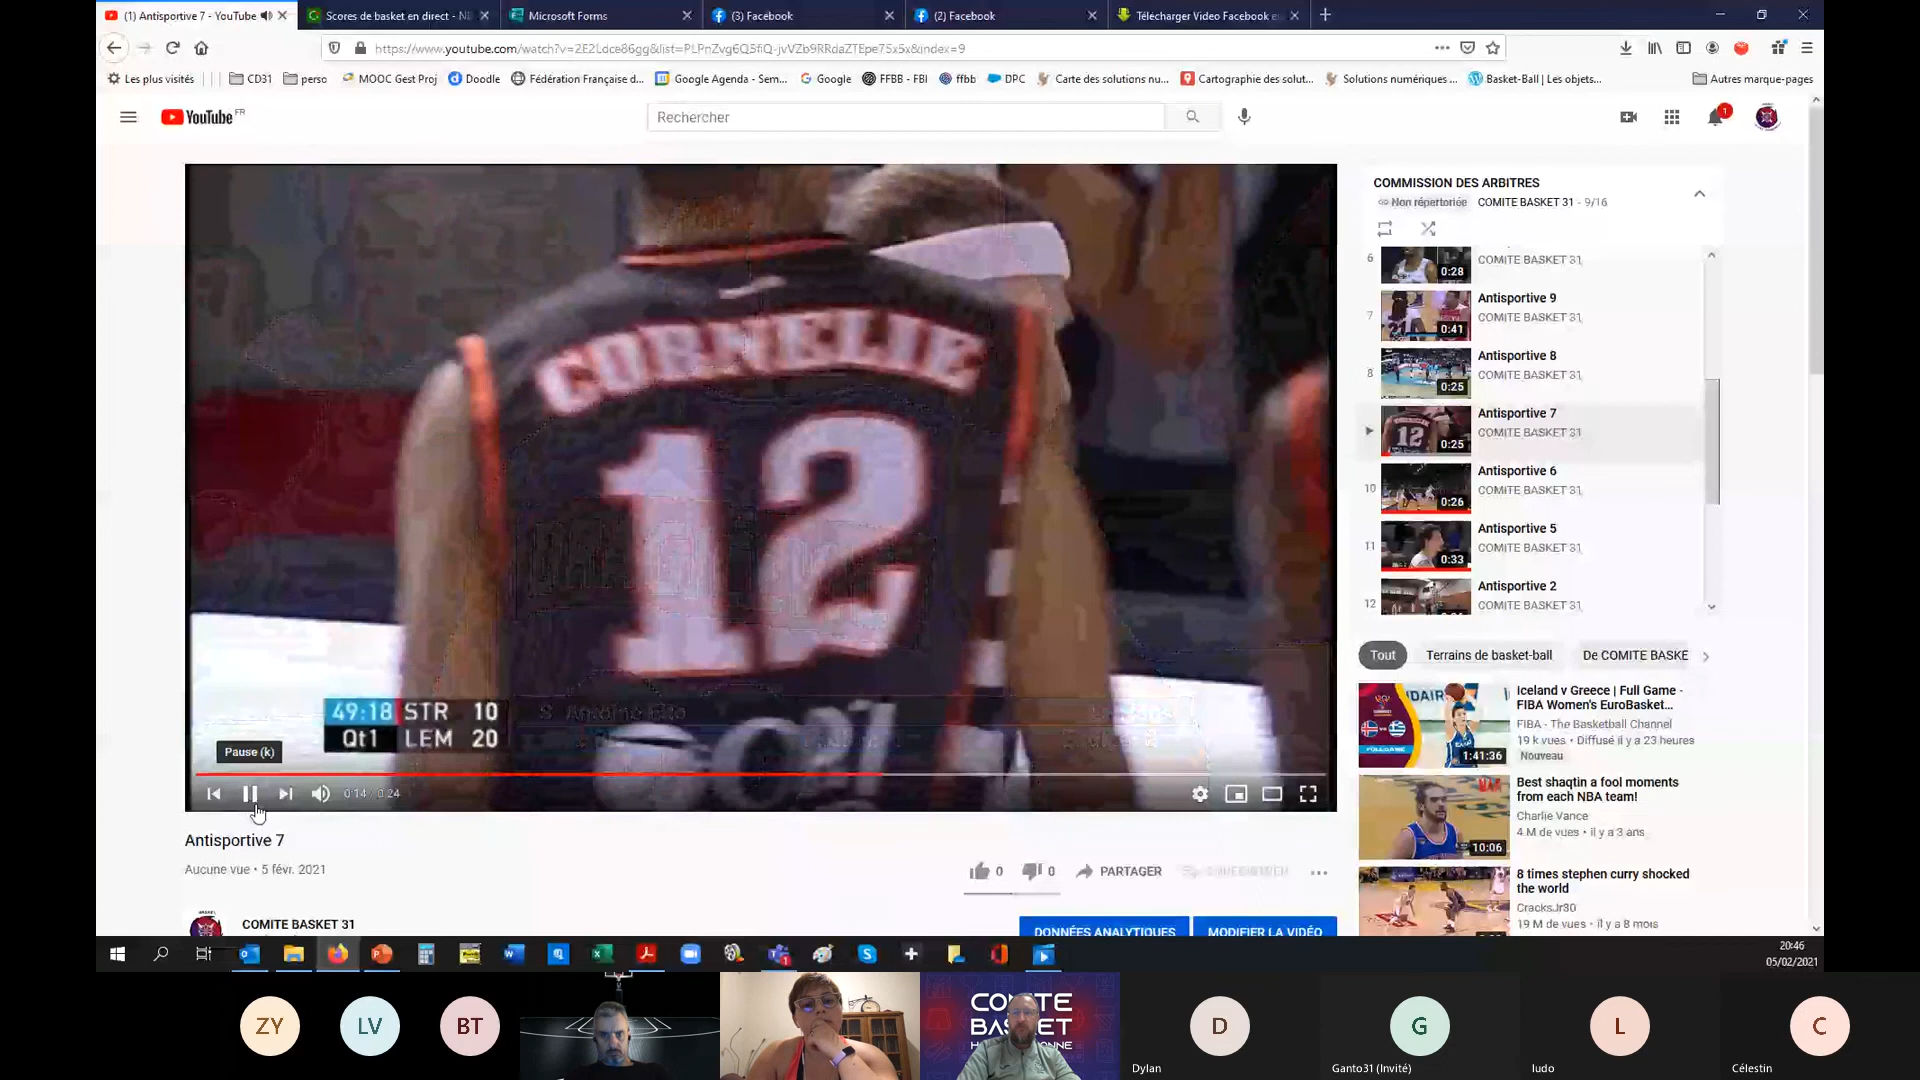 (1) Antisportive 7 - YouTube
Scores de basket en direct - N
Microsoft Forms
(3) Facebook
(2) Facebook
Télécharger Video Facebook e
https://www.youtube.com/watch?v=2E2Ldce86gg&list=PLPnZvg6Q5fiQ-jvVZb9RRdaZTEpe75x5x&index=9
Les plus visités
CD31
perso
MOOC Gest Proj
Doodle
Fédération Française d...
Google Agenda - Sem...
Google
FFBB - FBI
ffbb
DPC
Carte des solutions nu...
Cartographie des solut...
Solutions numériques ...
Basket-Ball | Les objets...
Autres marque-pages
YouTube FR
Rechercher
1
CORNELIE
12
49:18 STR 10
Qt1 LEM 20
Pause (k)
0:14 / 0:24
Antisportive 7
Aucune vue • 5 févr. 2021
0
0
PARTAGER
COMITE BASKET 31
DONNÉES ANALYTIQUES
MODIFIER LA VIDÉO
COMMISSION DES ARBITRES
Non répertoriée COMITE BASKET 31 - 9/16
6
0:28
COMITE BASKET 31
7
0:41
Antisportive 9
COMITE BASKET 31
8
0:25
Antisportive 8
COMITE BASKET 31
12
0:25
Antisportive 7
COMITE BASKET 31
10
0:26
Antisportive 6
COMITE BASKET 31
11
0:33
Antisportive 5
COMITE BASKET 31
12
Antisportive 2
COMITE BASKET 31
Tout
Terrains de basket-ball
De COMITE BASKE
1:41:36
Iceland v Greece | Full Game -
FIBA Women's EuroBasket...
FIBA - The Basketball Channel
19 k vues • Diffusé il y a 23 heures
Nouveau
10:06
Best shaqtin a fool moments
from each NBA team!
Charlie Vance
4 M de vues • il y a 3 ans
8 times stephen curry shocked
the world
CracksJr30
19 M de vues • il y a 8 mois
20:46
05/02/2021
ZY
LV
BT
COMITE
BASKET
D
Dylan
G
Ganto31 (Invité)
L
ludo
C
Célestin